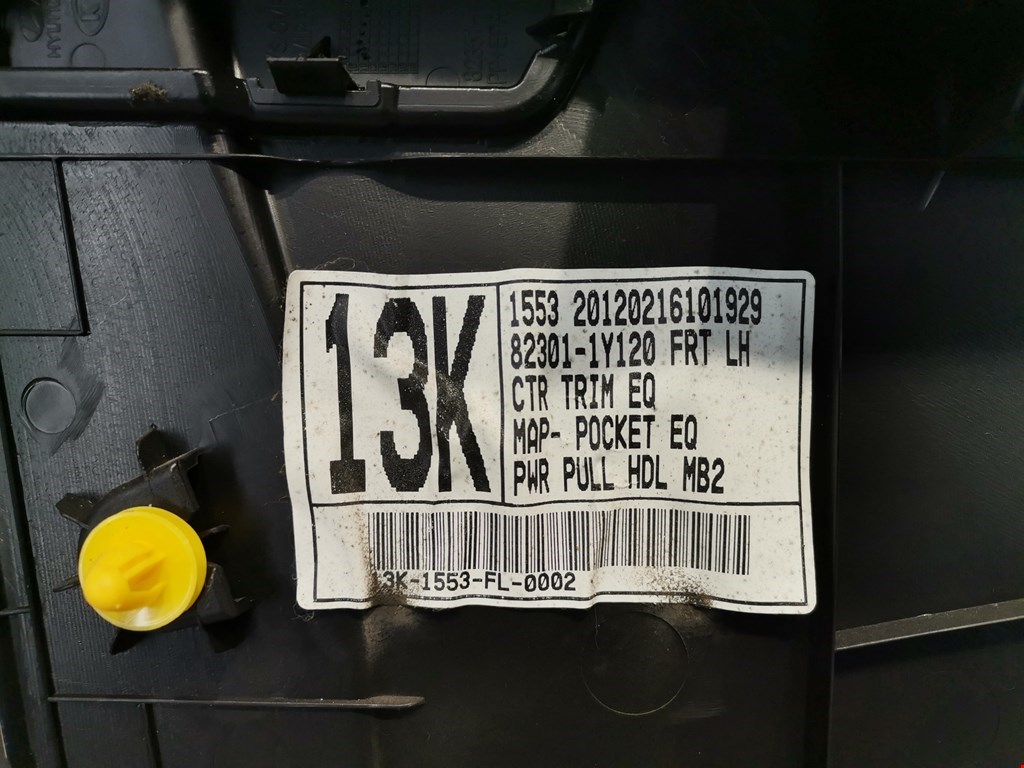 13K
1553 20120216101929
82301-1Y120 FRT LH
CTR TRIM EQ
MAP- POCKET EQ
PWR PULL HDL MB2
13K-1553-FL-0002